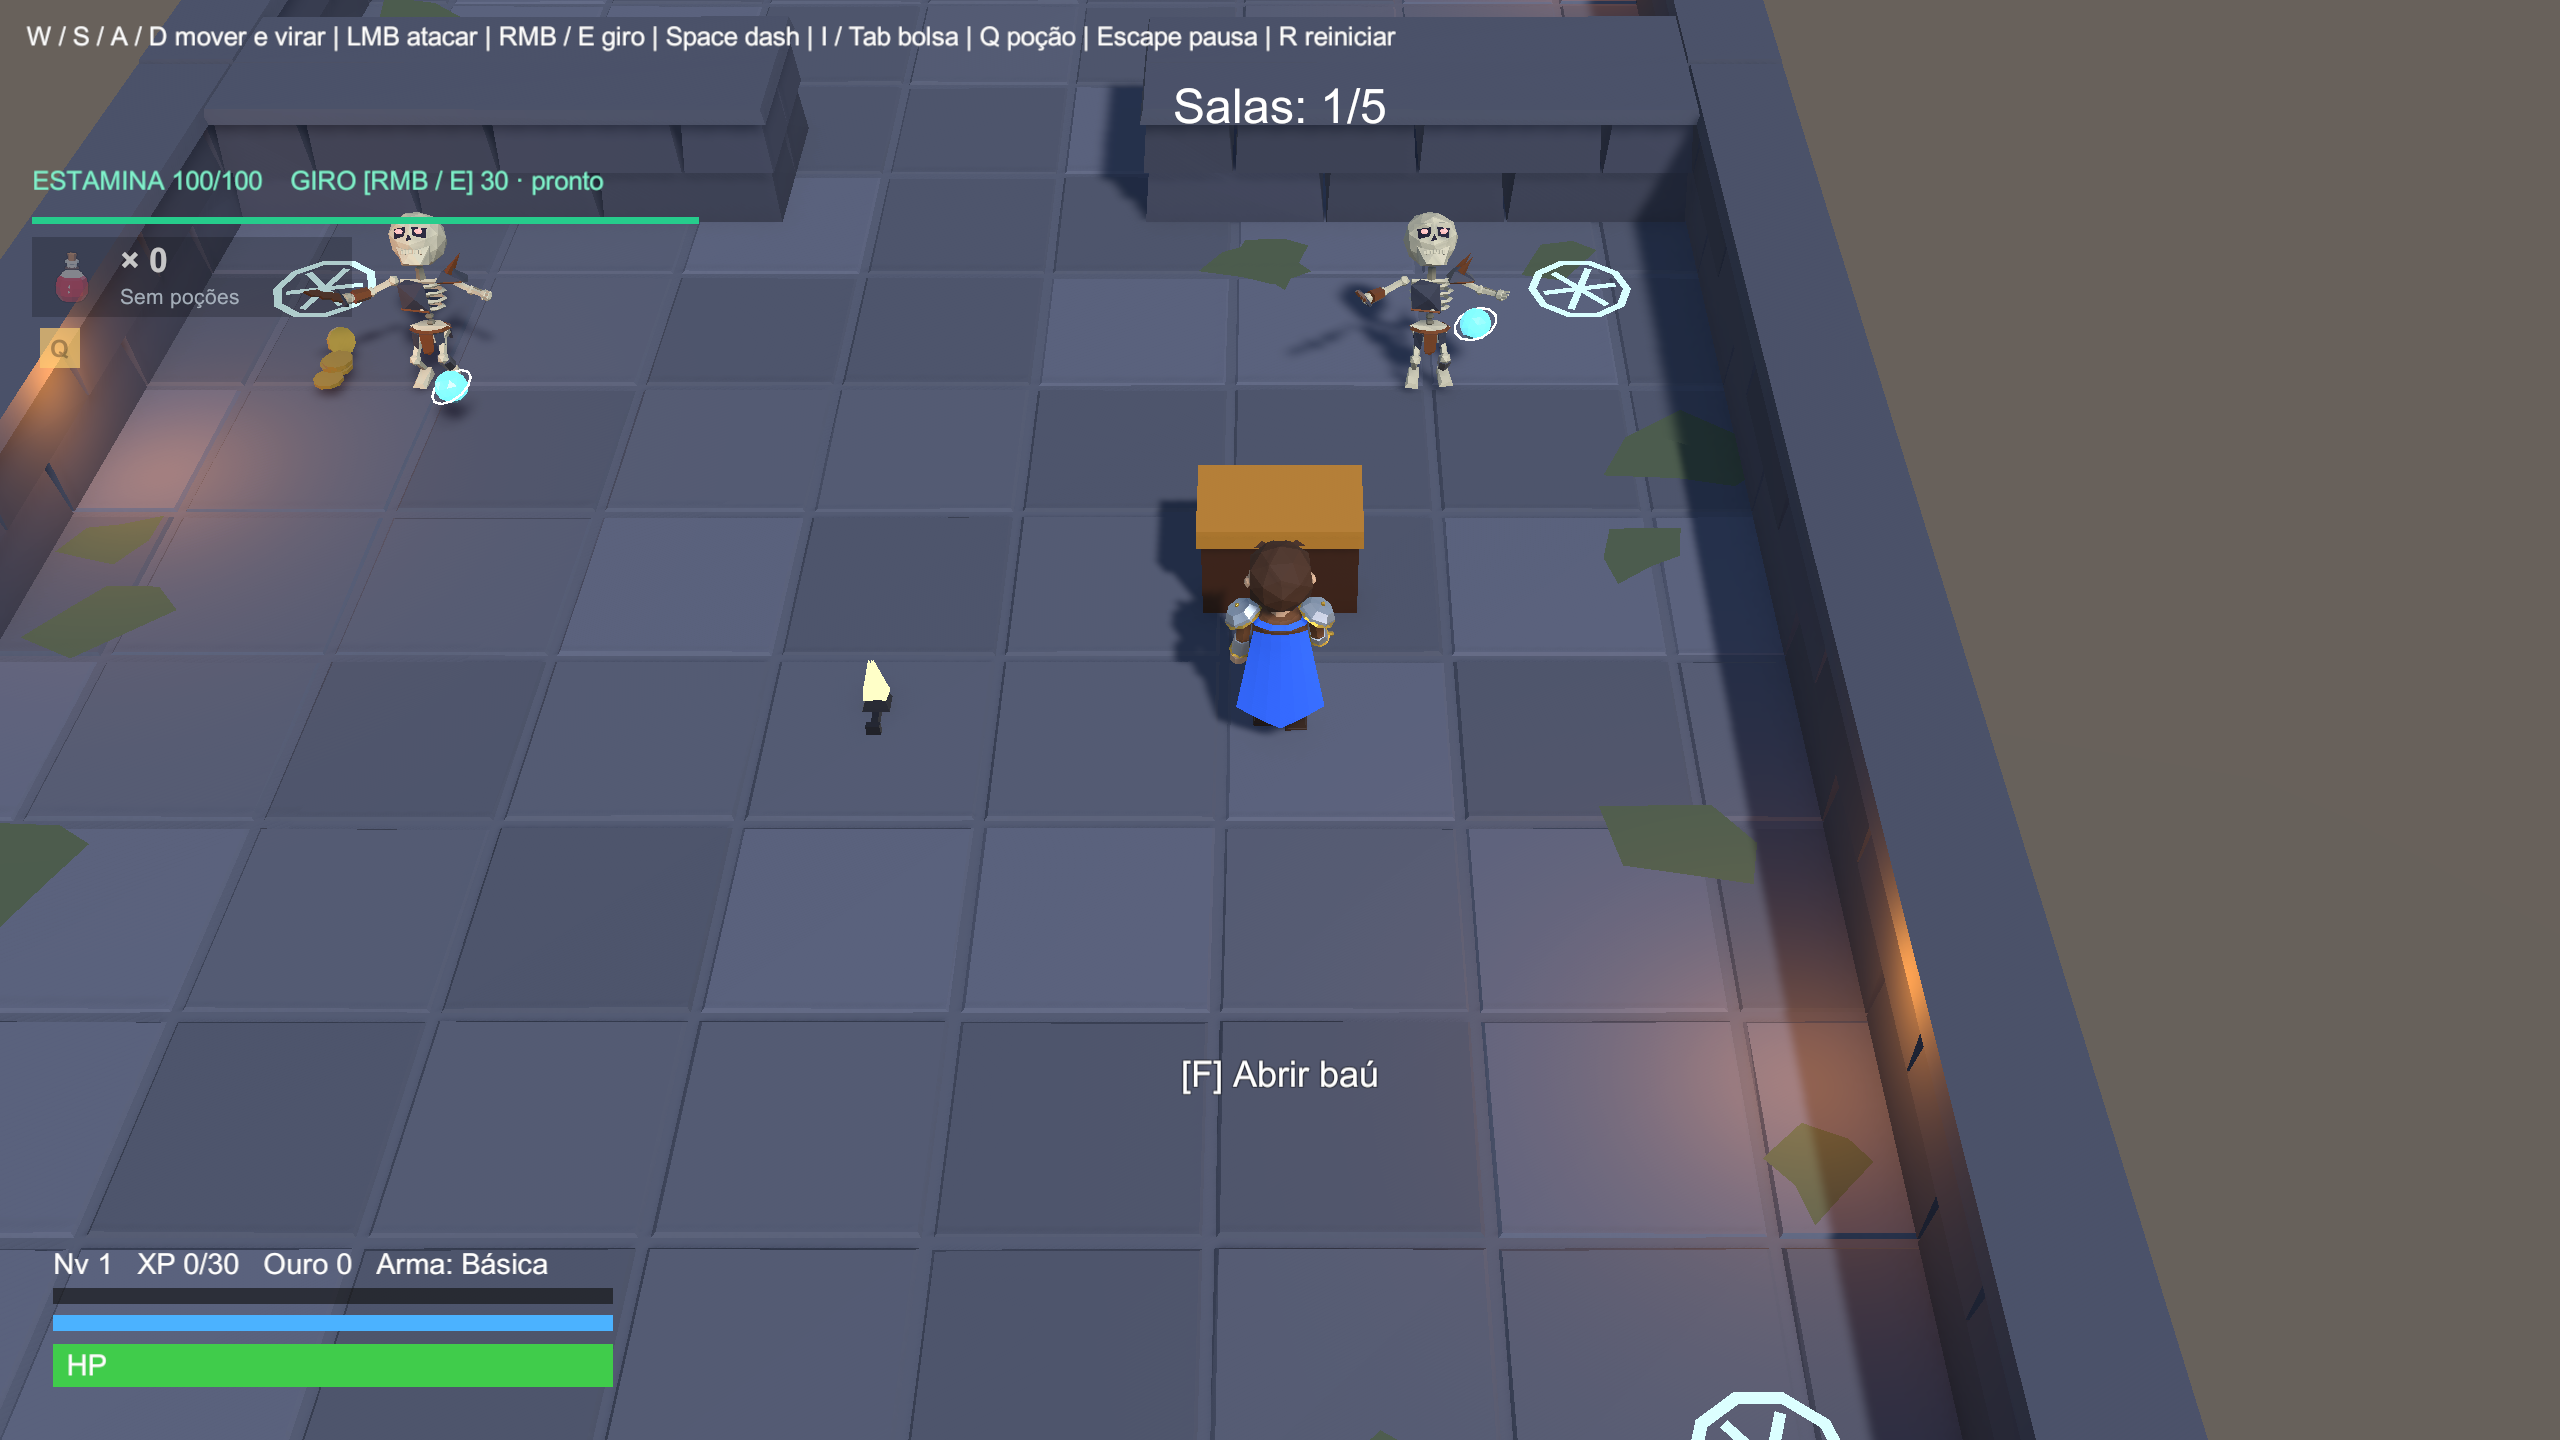 W / S / A / D mover e virar | LMB atacar | RMB / E giro | Space dash | I / Tab bolsa | Q poção | Escape pausa | R reiniciar
Salas: 1/5
ESTAMINA 100/100 GIRO [RMB / E] 30 · pronto
× 0
Sem poções
Q
[F] Abrir baú
Nv 1 XP 0/30 Ouro 0 Arma: Básica
HP